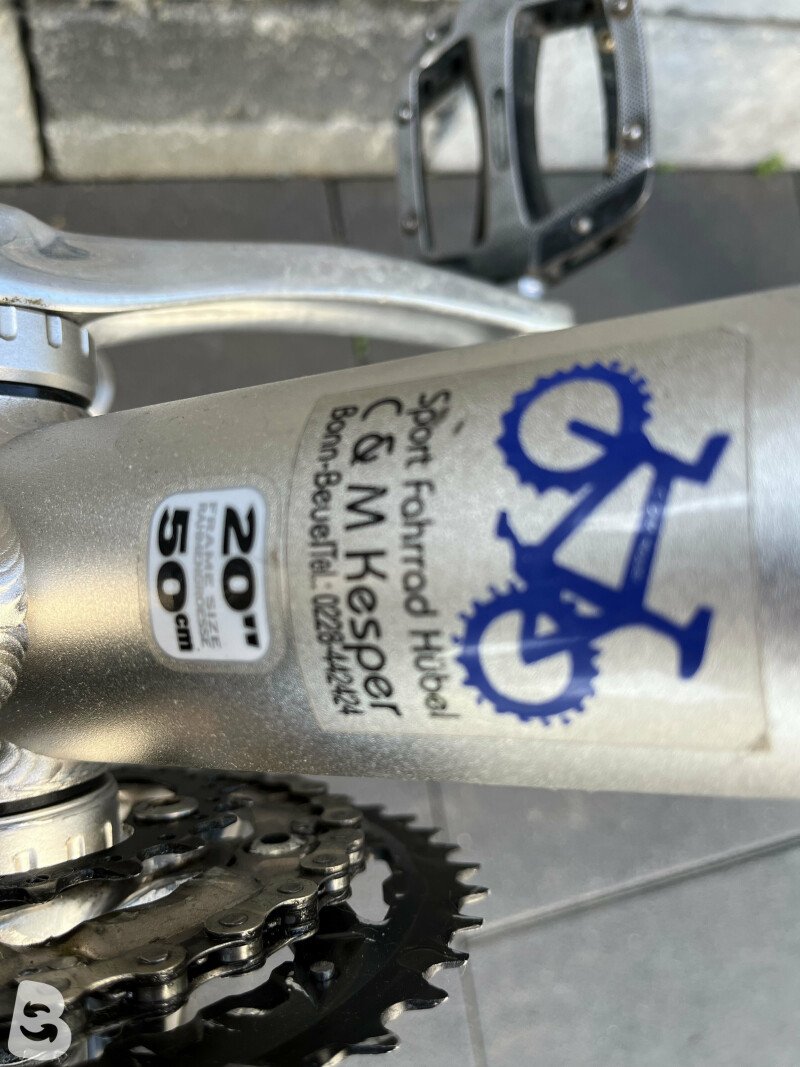 Sport Fahrrad Hübel
C & M Kesper
Bonn-Beuel Tel.: 0228-442424
20"
FRAME SIZE
RAHMENGRÖSSE
50cm